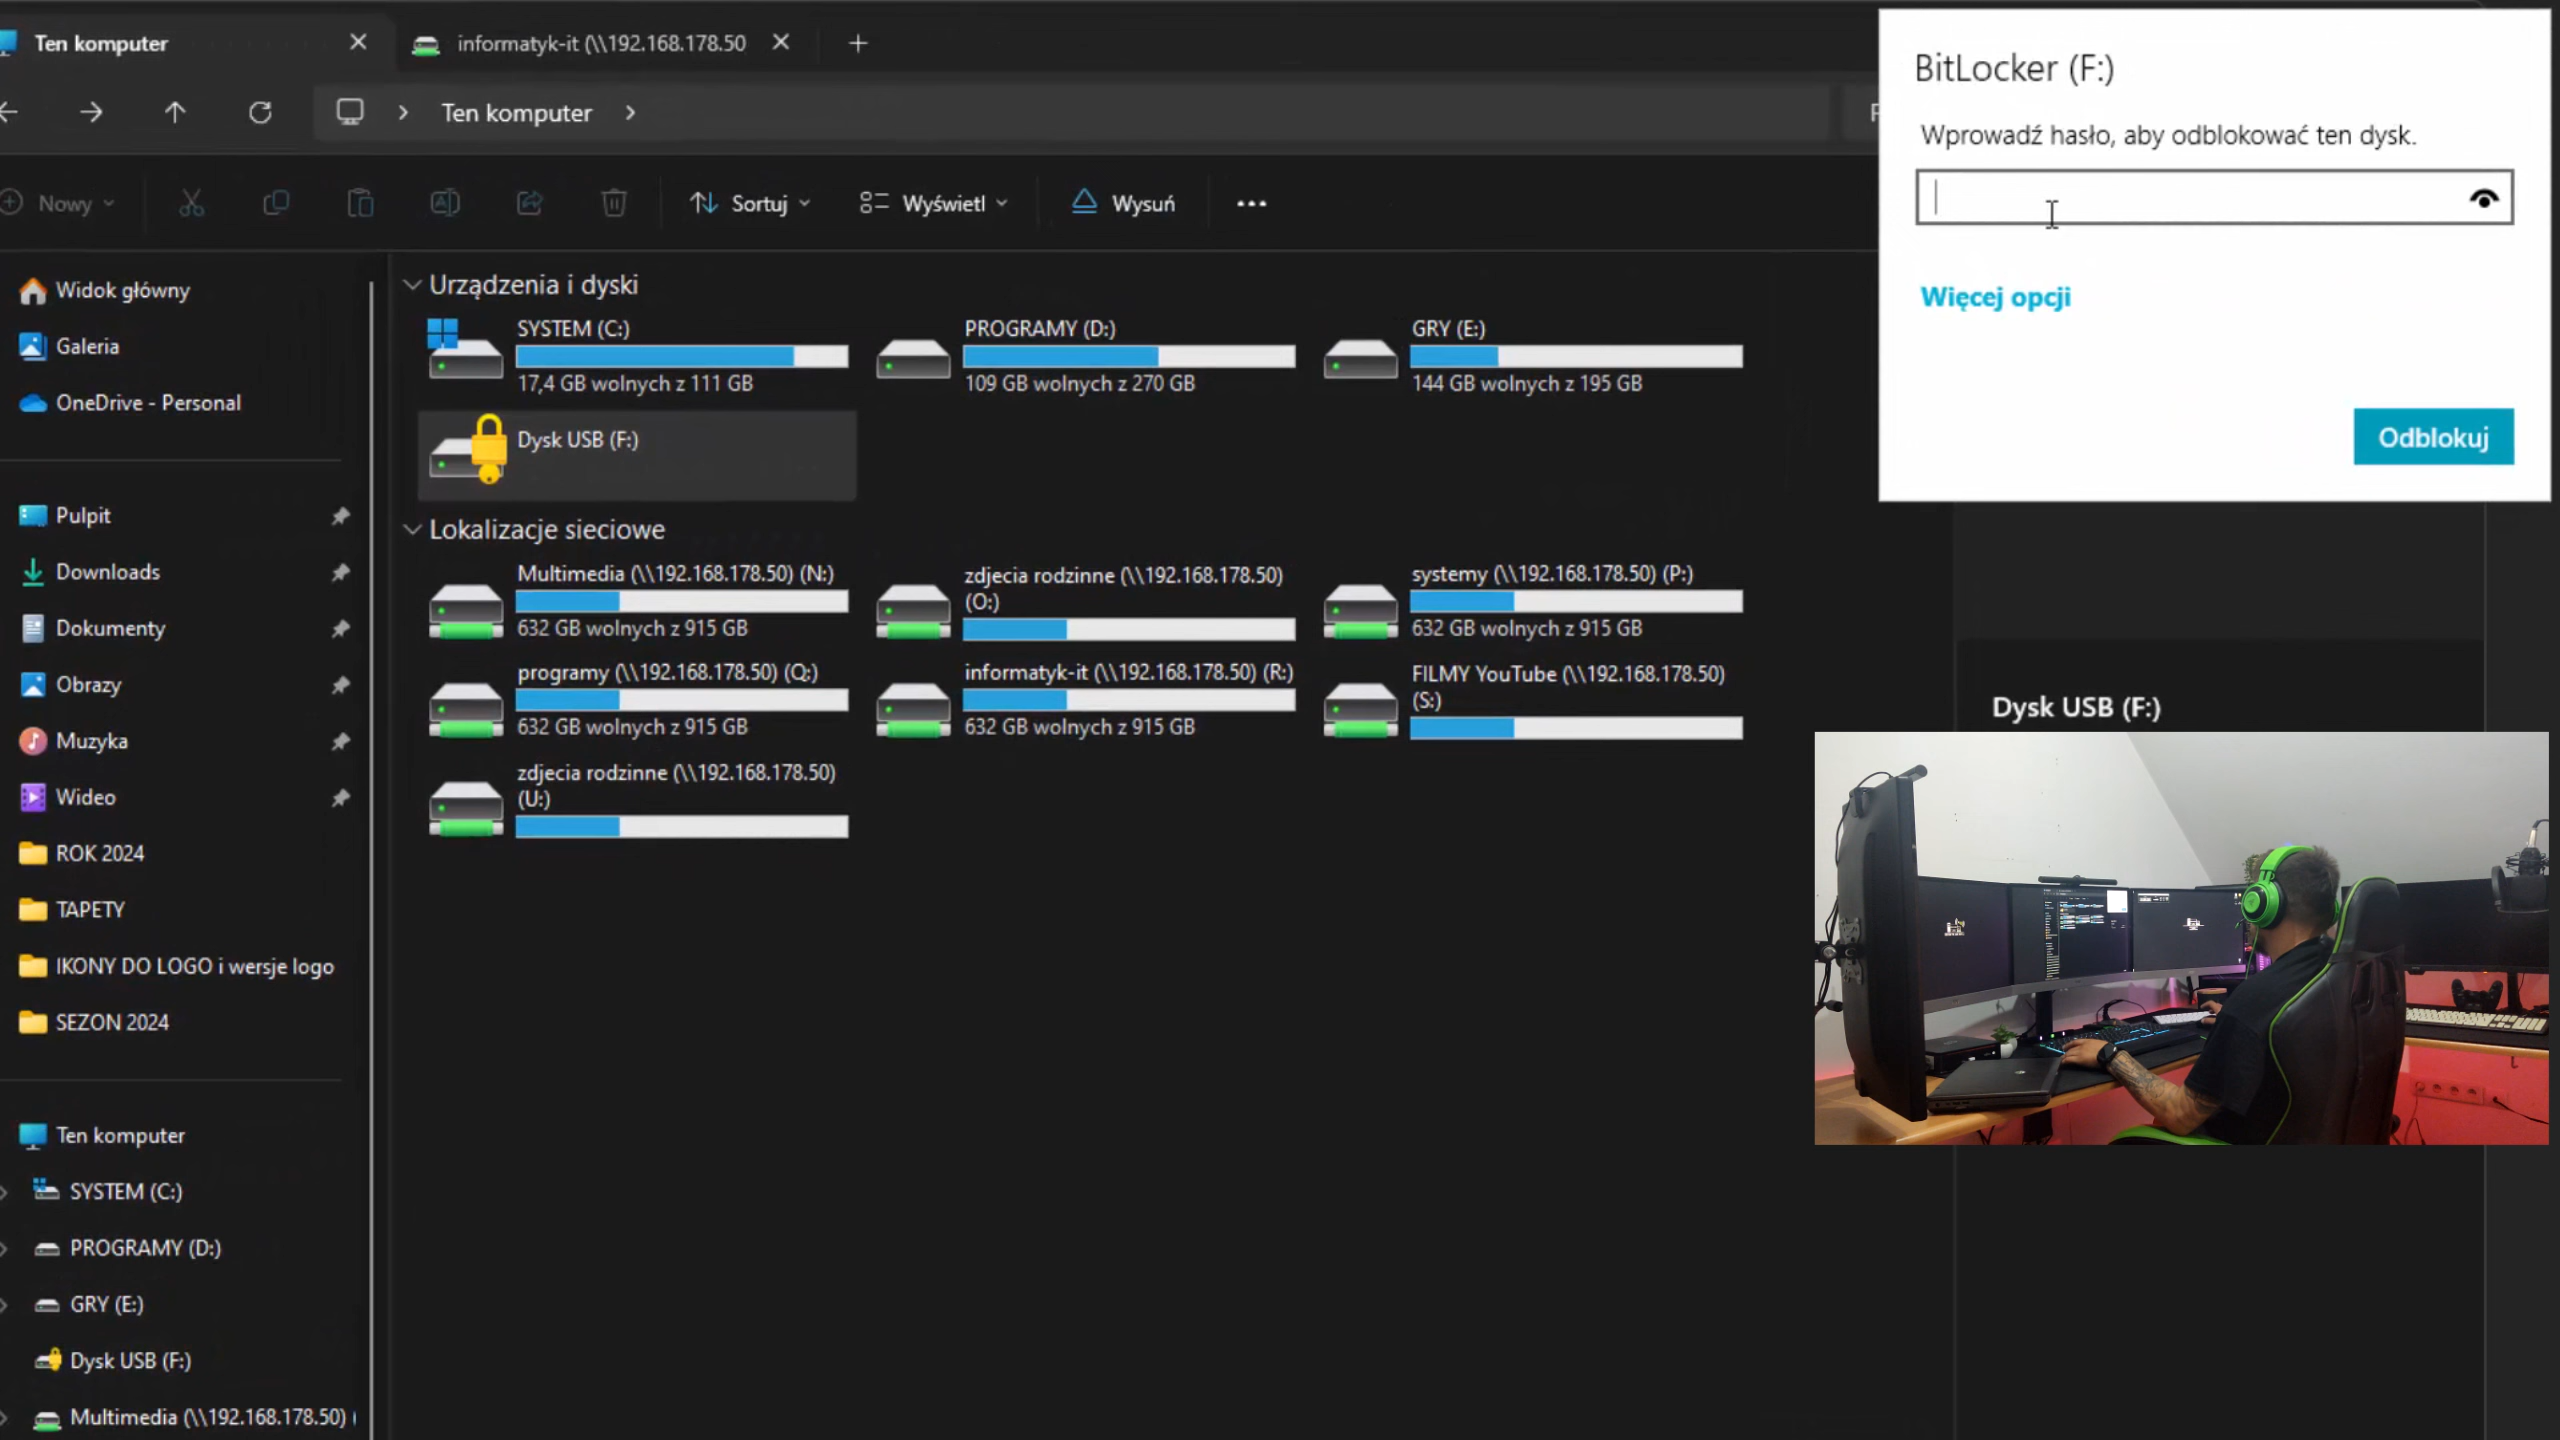 Ten komputer
informatyk-it (\\192.168.178.50
Ten komputer
Nowy
Sortuj
Wyświetl
Wysuń
Widok główny
Galeria
OneDrive - Personal
Pulpit
Downloads
Dokumenty
Obrazy
Muzyka
Wideo
ROK 2024
TAPETY
IKONY DO LOGO i wersje logo
SEZON 2024
Ten komputer
SYSTEM (C:)
PROGRAMY (D:)
GRY (E:)
Dysk USB (F:)
Multimedia (\\192.168.178.50)
Urządzenia i dyski
SYSTEM (C:)
17,4 GB wolnych z 111 GB
PROGRAMY (D:)
109 GB wolnych z 270 GB
GRY (E:)
144 GB wolnych z 195 GB
Dysk USB (F:)
Lokalizacje sieciowe
Multimedia (\\192.168.178.50) (N:)
632 GB wolnych z 915 GB
zdjecia rodzinne (\\192.168.178.50)
(O:)
systemy (\\192.168.178.50) (P:)
632 GB wolnych z 915 GB
programy (\\192.168.178.50) (Q:)
632 GB wolnych z 915 GB
informatyk-it (\\192.168.178.50) (R:)
632 GB wolnych z 915 GB
FILMY YouTube (\\192.168.178.50)
(S:)
zdjecia rodzinne (\\192.168.178.50)
(U:)
BitLocker (F:)
Wprowadź hasło, aby odblokować ten dysk.
Więcej opcji
Odblokuj
Dysk USB (F:)